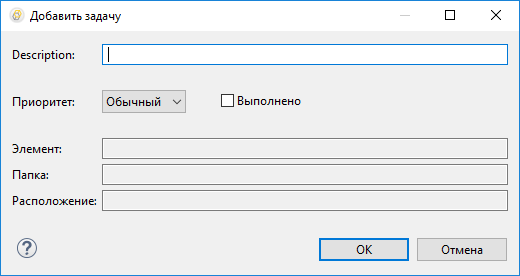 Добавить задачу
Description:
Приоритет: Обычный Выполнено
Элемент:
Папка:
Расположение:
? OK Отмена